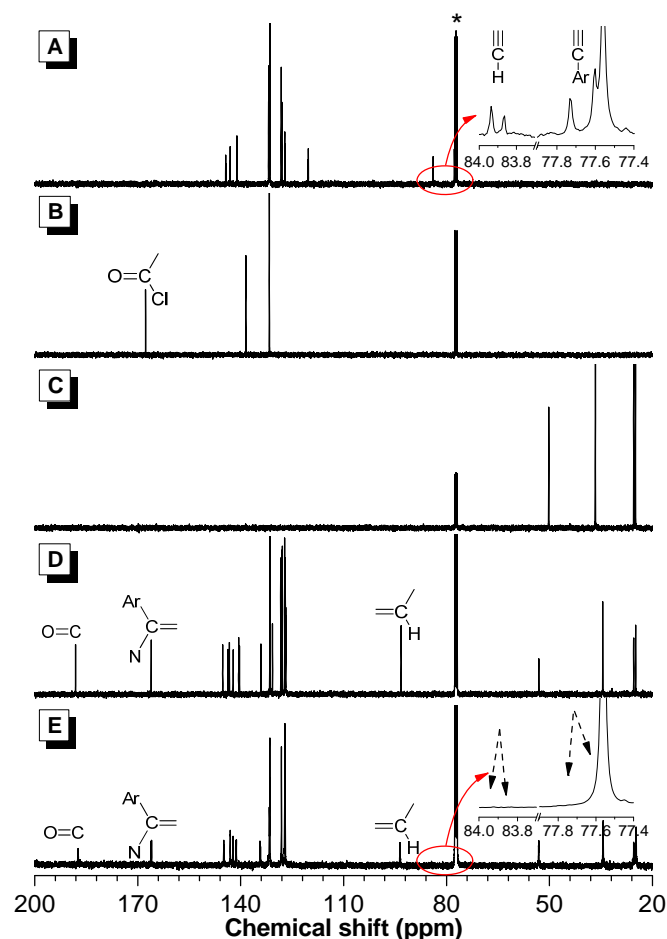 A
*
≡
C
H
≡
C
Ar
84.0 83.8 77.8 77.6 77.4
B
O=C
Cl
C
D
O=C
Ar
C=
N
=C
H
E
O=C
Ar
C=
N
=C
H
84.0 83.8 77.8 77.6 77.4
200 170 140 110 80 50 20
Chemical shift (ppm)